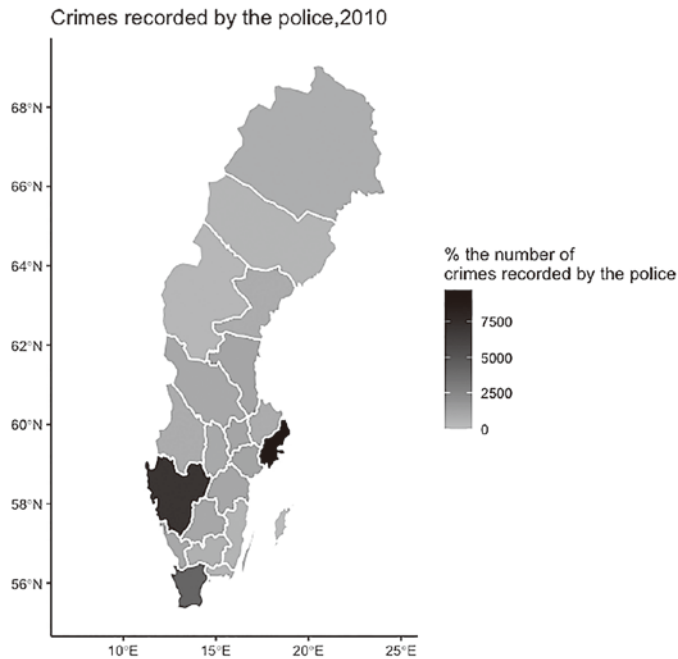 Crimes recorded by the police,2010
68°N
66°N
64°N
62°N
60°N
58°N
56°N
10°E
15°E
20°E
25°E
% the number of
crimes recorded by the police
7500
5000
2500
0